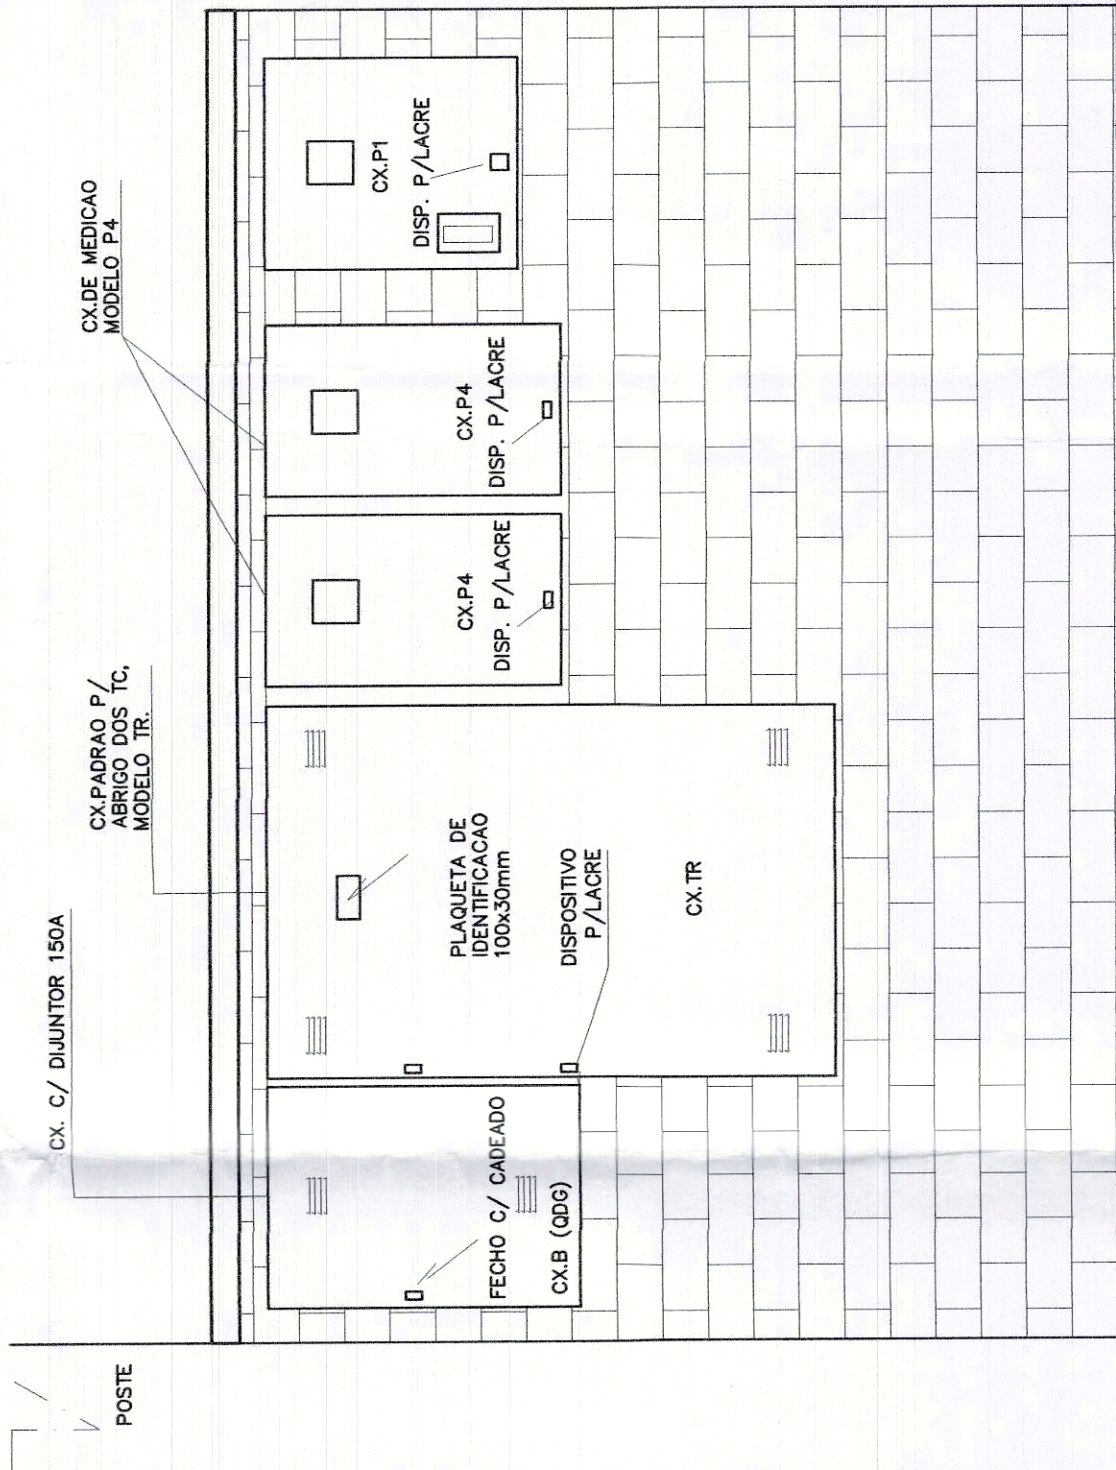 POSTE
CX. C/ DIJUNTOR 150A
CX.PADRAO P/
ABRIGO DOS TC,
MODELO TR.
CX.DE MEDICAO
MODELO P4
FECHO C/ CADEADO
CX.B (QDG)
PLAQUETA DE
IDENTIFICACAO
100x30mm
DISPOSITIVO
P/LACRE
CX.TR
CX.P4
DISP. P/LACRE
CX.P4
DISP. P/LACRE
CX.P1
DISP. P/LACRE